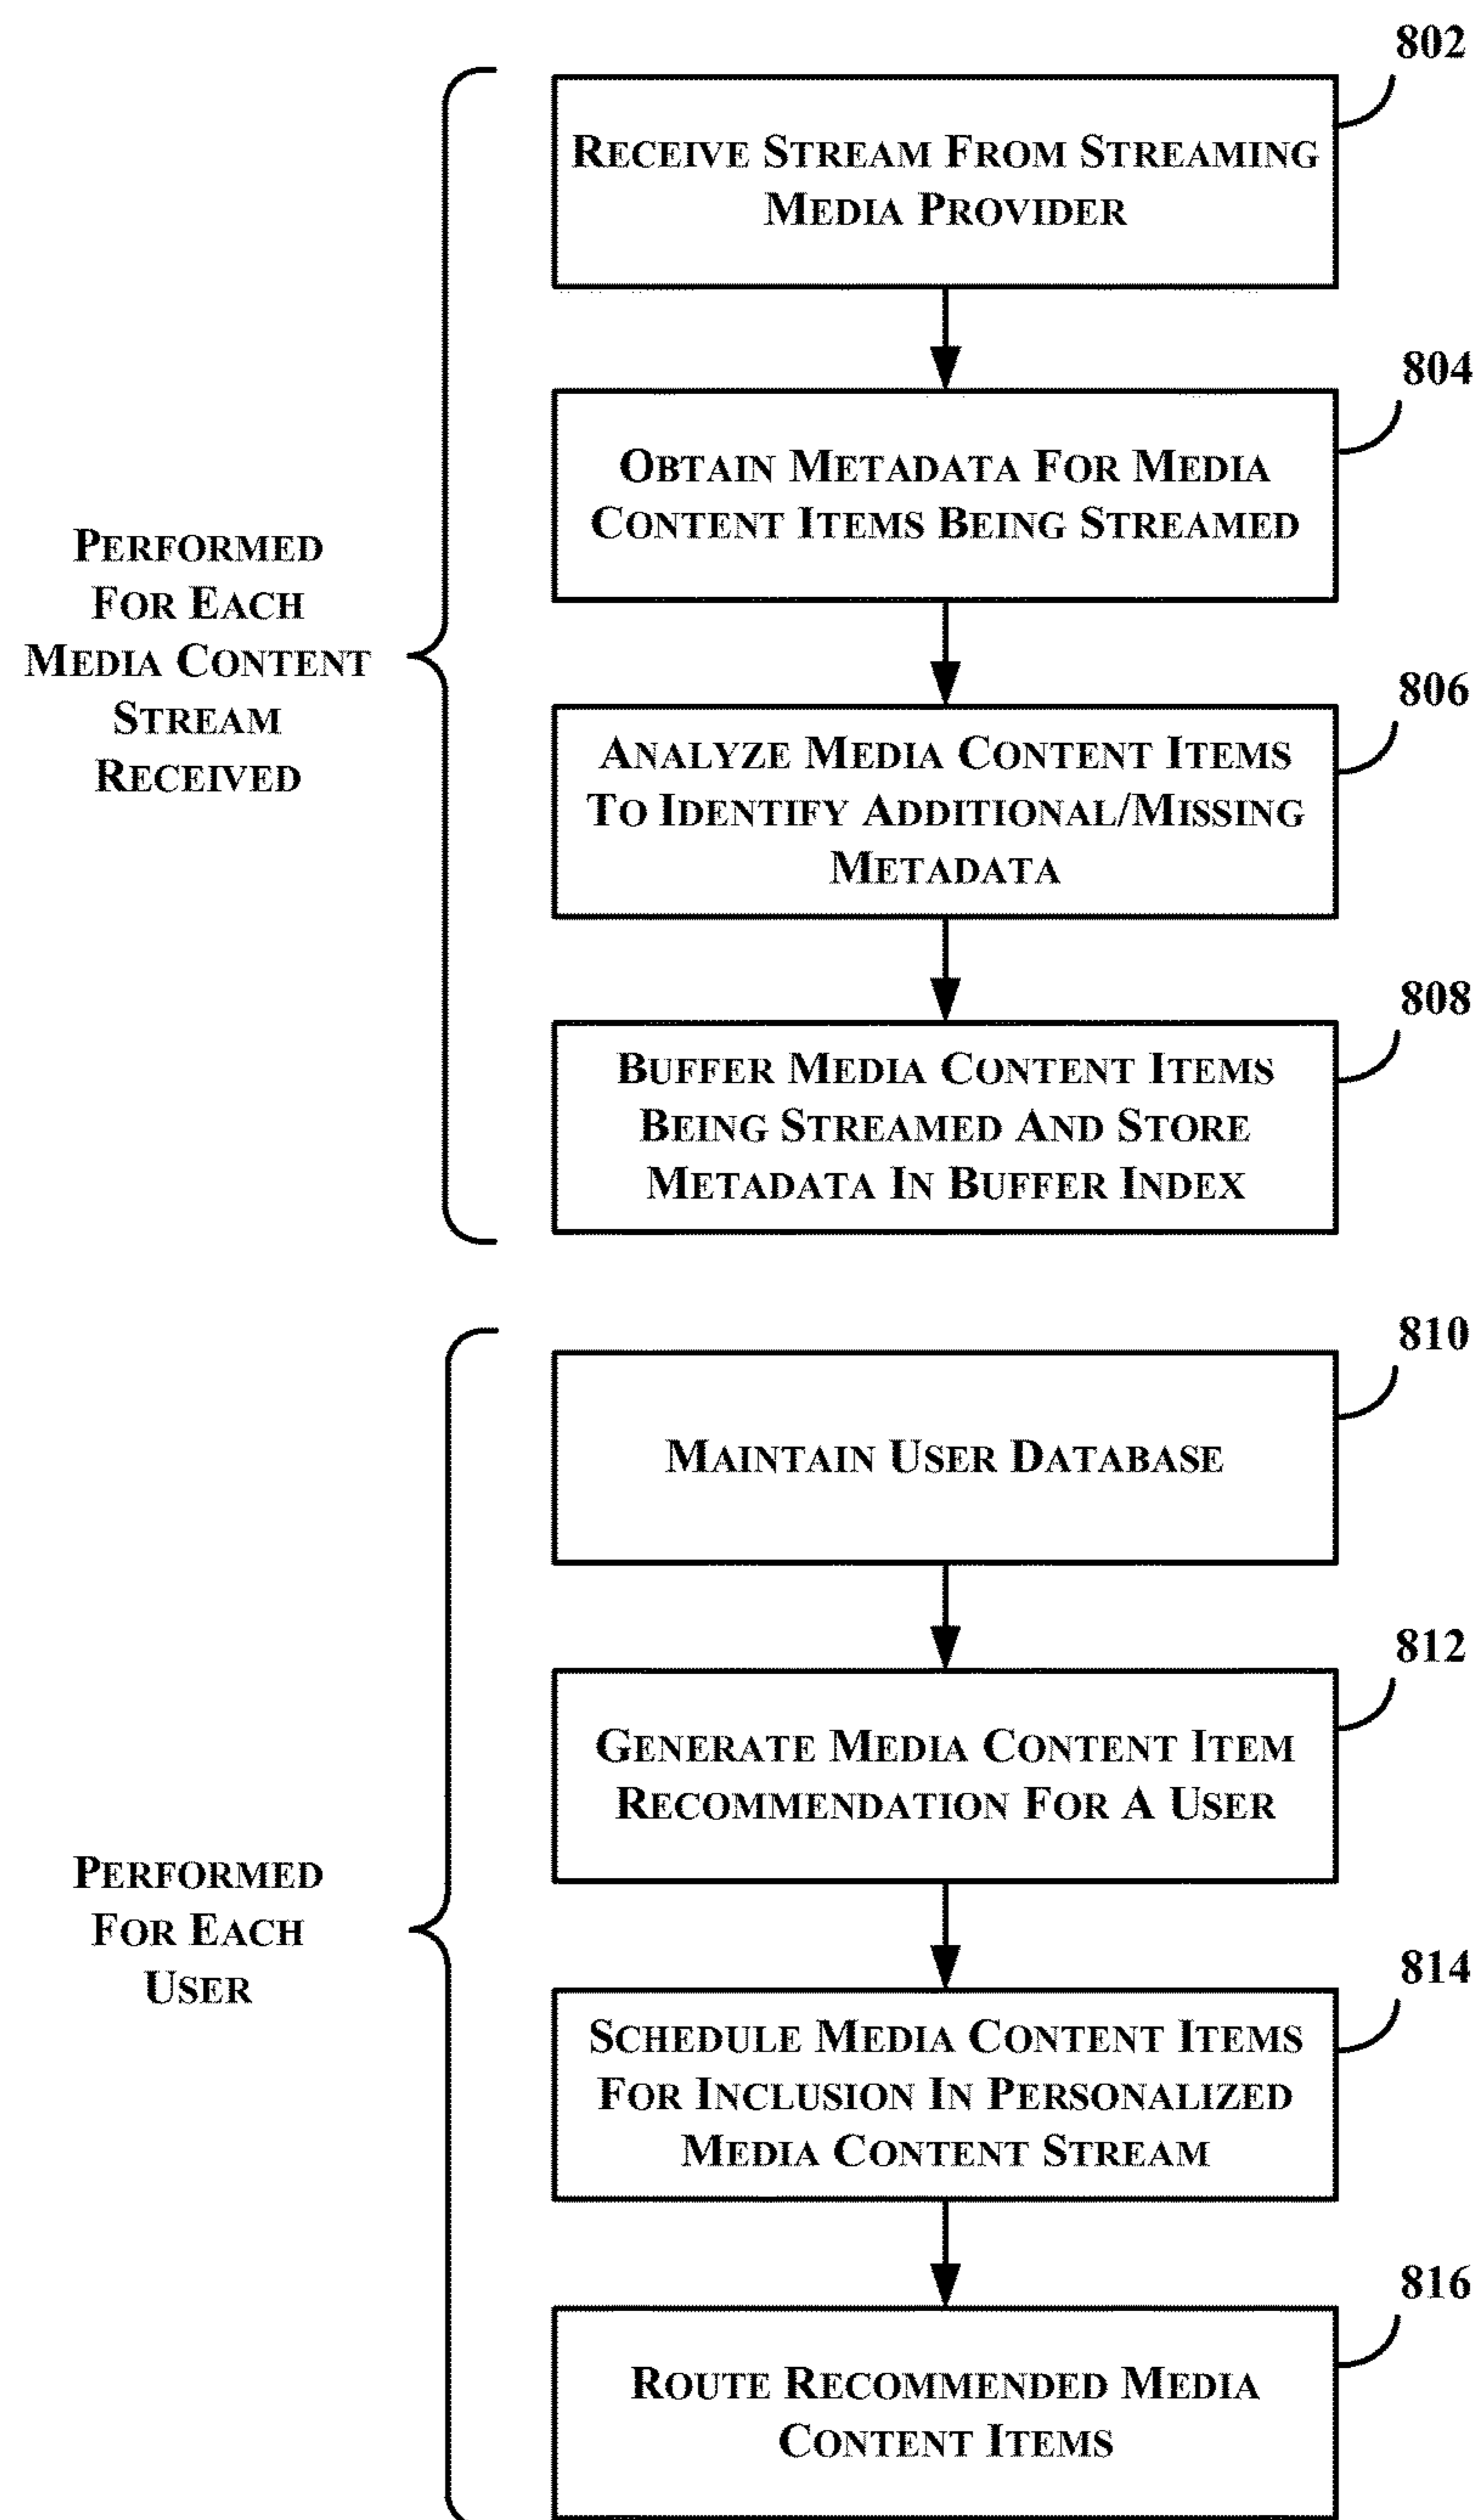 802
RECEIVE STREAM FROM STREAMING
MEDIA PROVIDER
804
OBTAIN METADATA FOR MEDIA
CONTENT ITEMS BEING STREAMED
PERFORMED
FOR EACH
MEDIA CONTENT
STREAM
RECEIVED
806
ANALYZE MEDIA CONTENT ITEMS
TO IDENTIFY ADDITIONAL/MISSING
METADATA
808
BUFFER MEDIA CONTENT ITEMS
BEING STREAMED AND STORE
METADATA IN BUFFER INDEX
810
MAINTAIN USER DATABASE
812
GENERATE MEDIA CONTENT ITEM
RECOMMENDATION FOR A USER
PERFORMED
FOR EACH
USER
814
SCHEDULE MEDIA CONTENT ITEMS
FOR INCLUSION IN PERSONALIZED
MEDIA CONTENT STREAM
816
ROUTE RECOMMENDED MEDIA
CONTENT ITEMS